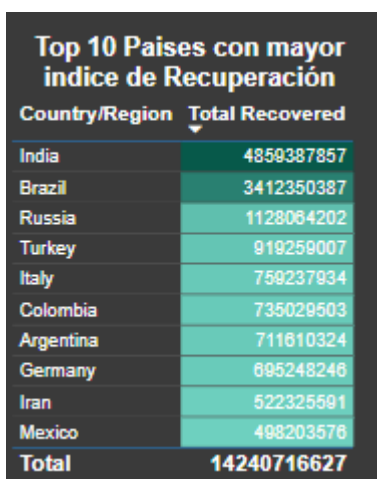 Top 10 Paises con mayor
indice de Recuperación
Country/Region Total Recovered
India 4859387857
Brazil 3412350387
Russia 1128064202
Turkey 919259007
Italy 759237934
Colombia 735029503
Argentina 711610324
Germany 695248246
Iran 522325591
Mexico 498203576
Total 14240716627